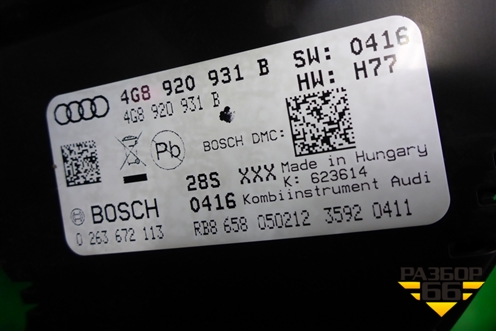 4G8 920 931 B
4G8 920 931 B
SW: 0416
HW: H77
BOSCH DMC:
Pb
28S XXX Made in Hungary
K: 623614
0416 Kombiinstrument Audi
BOSCH
0 263 672 113
RB8 658 050212 3592 0411
РАЗБОР
66